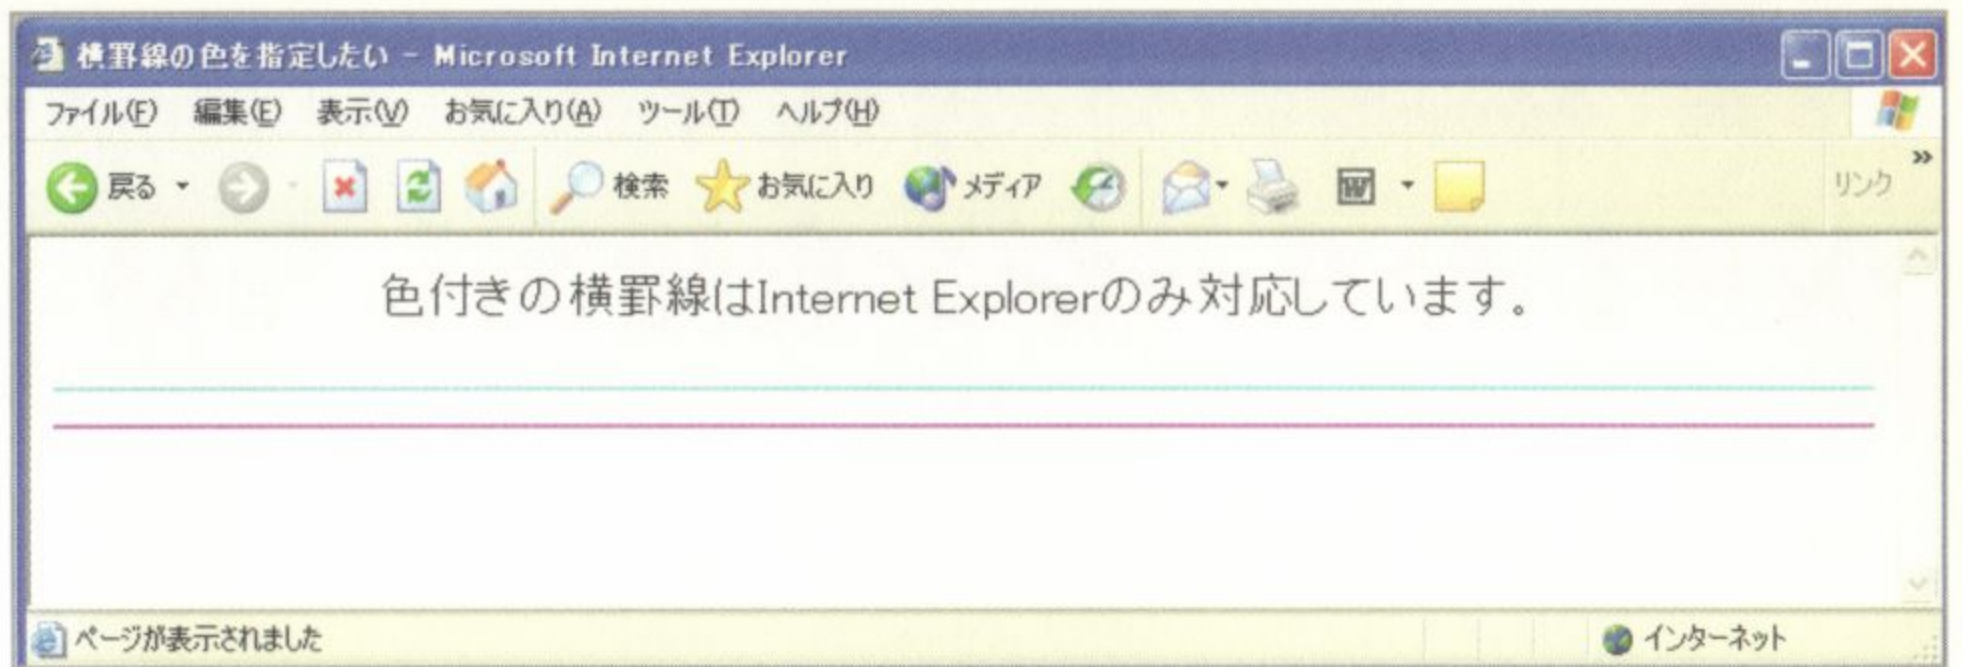 横罫線の色を指定したい - Microsoft Internet Explorer
ファイル(F) 編集(E) 表示(V) お気に入り(A) ツール(T) ヘルプ(H)
戻る 検索 お気に入り メディア W リンク »
色付きの横罫線はInternet Explorerのみ対応しています。
ページが表示されました インターネット